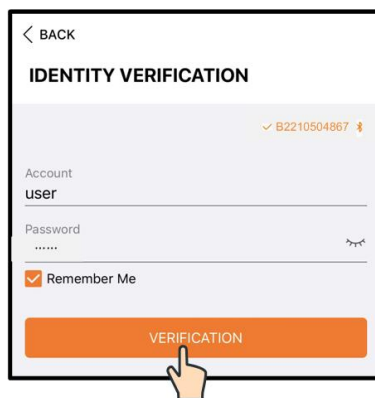 BACK
IDENTITY VERIFICATION
B2210504867
Account
user
Password
......
Remember Me
VERIFICATION